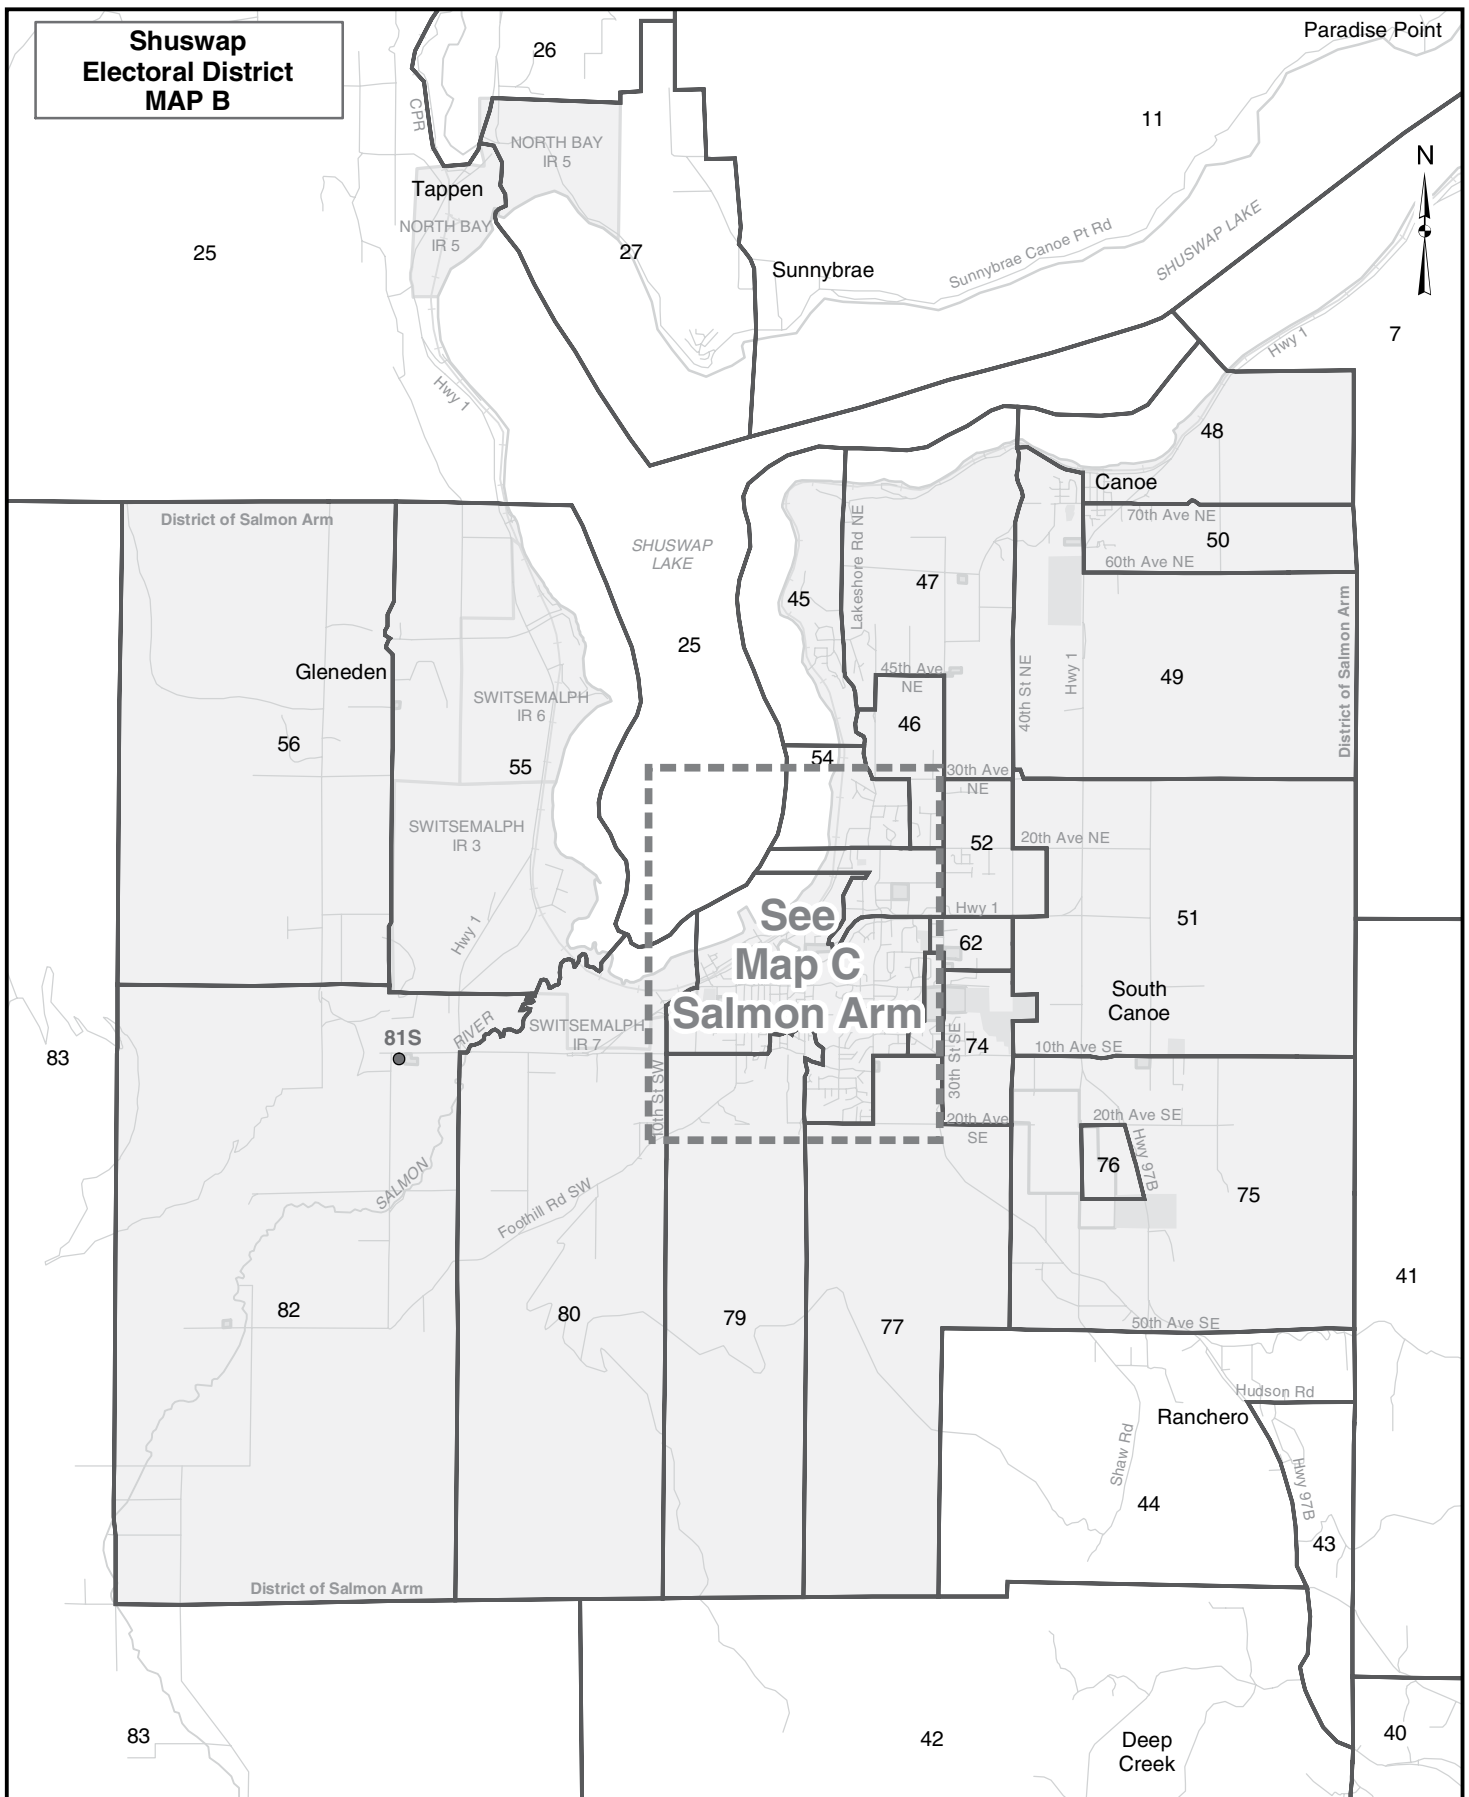 Shuswap
Electoral District
MAP B
Paradise Point
26
11
CPR
NORTH BAY
IR 5
N
Tappen
NORTH BAY
IR 5
25
27
Sunnybrae
Sunnybrae Canoe Pt Rd
SHUSWAP LAKE
7
Hwy 1
Hwy 1
48
Canoe
70th Ave NE
50
60th Ave NE
District of Salmon Arm
SHUSWAP
LAKE
Lakeshore Rd NE
47
45
25
45th Ave
NE
40th St NE
Hwy 1
49
District of Salmon Arm
Gleneden
SWITSEMALPH
IR 6
46
56
55
54
30th Ave
NE
SWITSEMALPH
IR 3
52
20th Ave NE
Hwy 1
Hwy 1
51
See
Map C
Salmon Arm
62
South
Canoe
83
81S
RIVER
SWITSEMALPH
IR 7
74
30th St SE
10th Ave SE
10th St SW
20th Ave
SE
20th Ave SE
76
Hwy 97B
75
SALMON
Foothill Rd SW
41
82
80
79
77
50th Ave SE
Hudson Rd
Ranchero
Shaw Rd
Hwy 97B
44
43
District of Salmon Arm
83
42
Deep
Creek
40